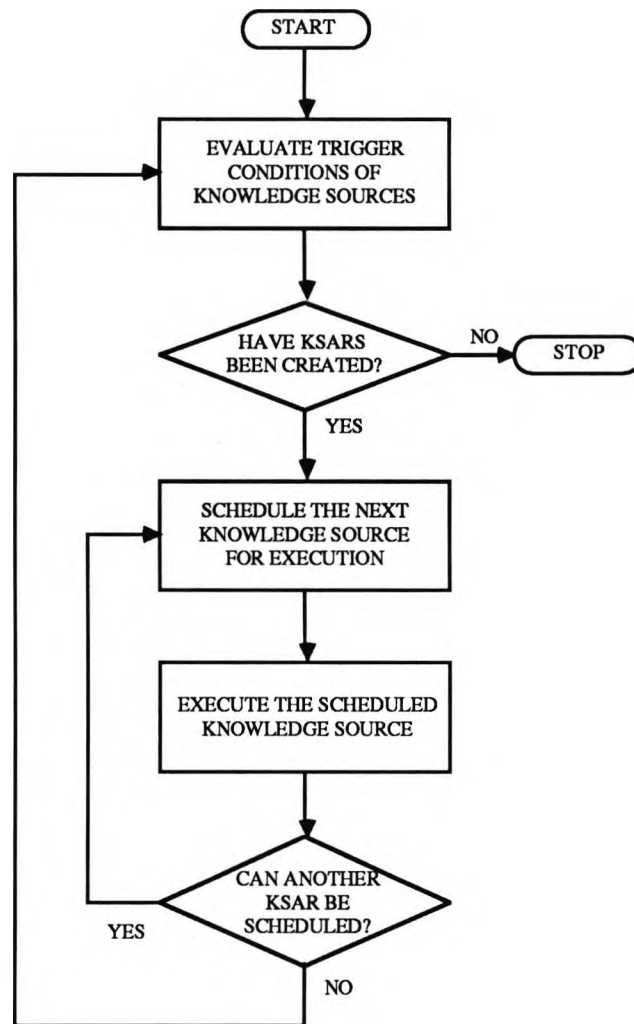 START
EVALUATE TRIGGER
CONDITIONS OF
KNOWLEDGE SOURCES
HAVE KSARS
BEEN CREATED?
NO
STOP
YES
SCHEDULE THE NEXT
KNOWLEDGE SOURCE
FOR EXECUTION
EXECUTE THE SCHEDULED
KNOWLEDGE SOURCE
CAN ANOTHER
KSAR BE
SCHEDULED?
YES
NO